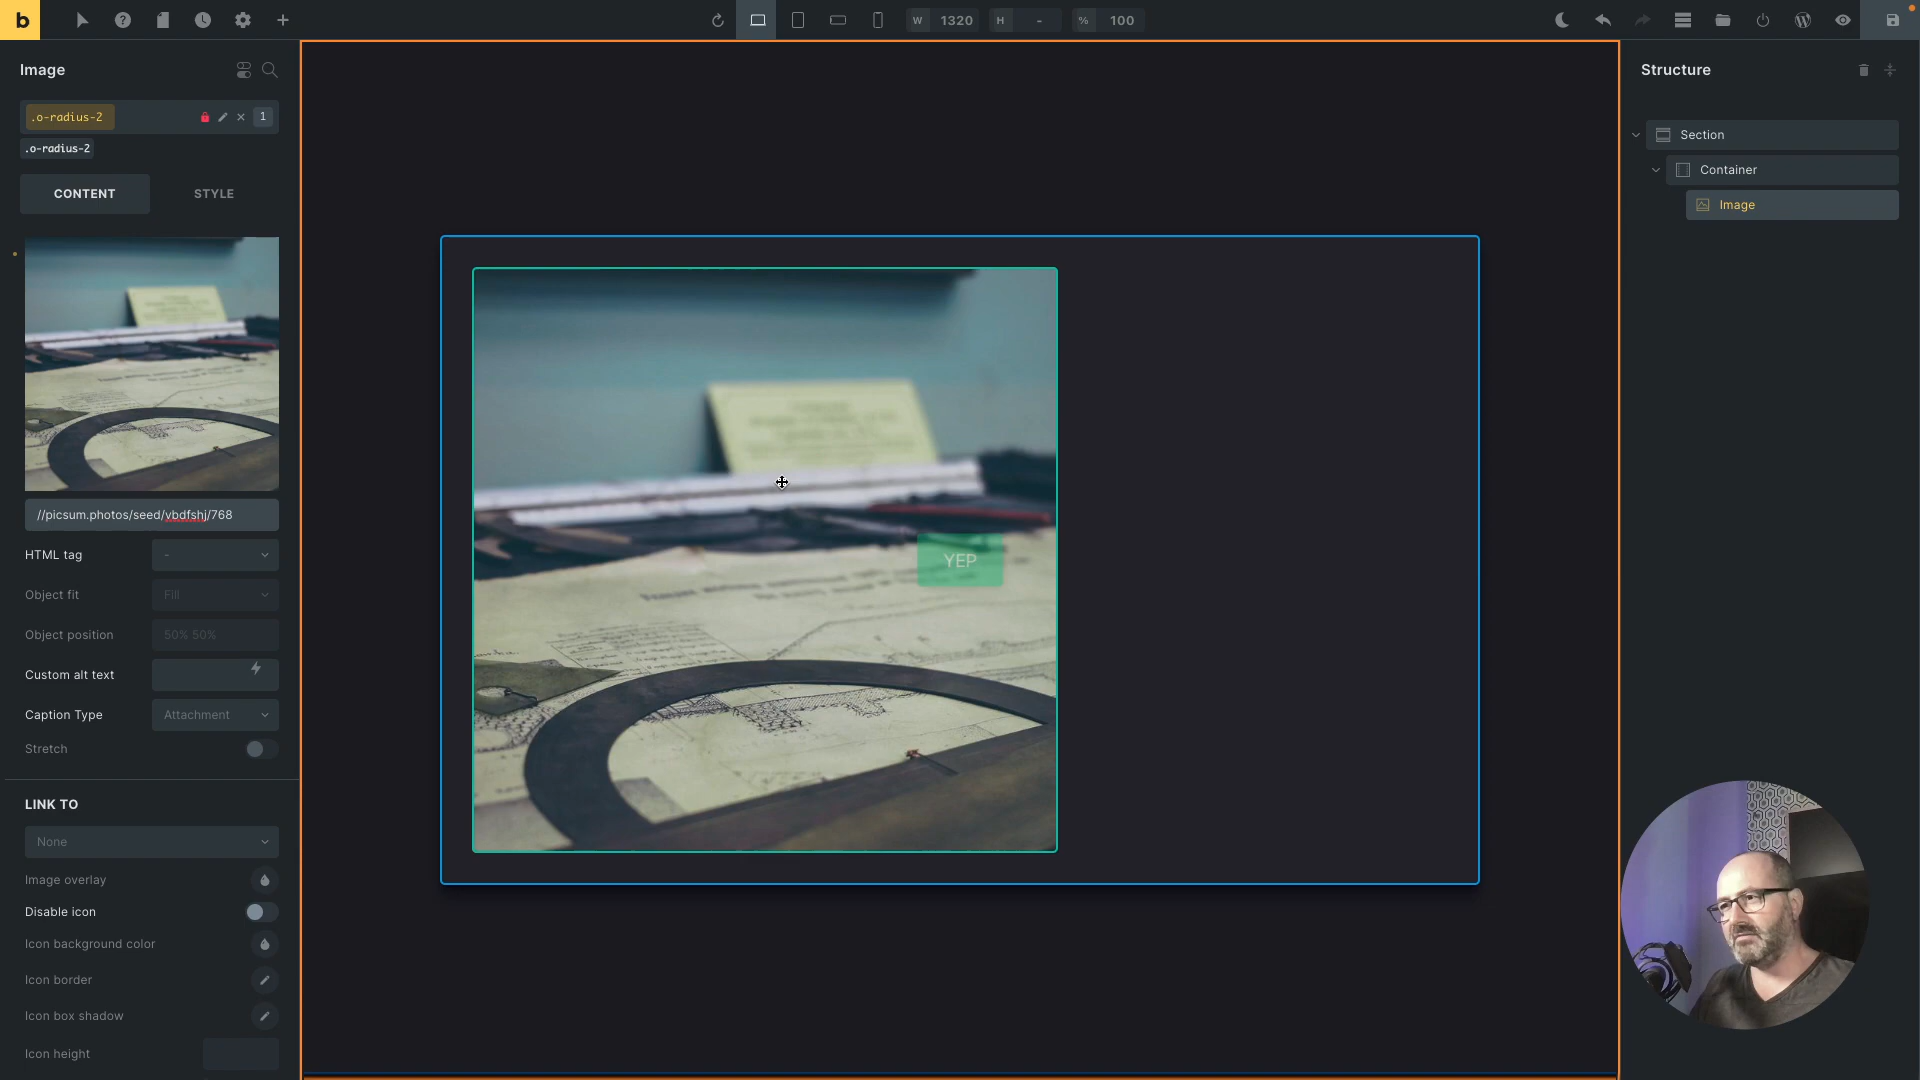 b
W 1320 H - % 100
Image
.o-radius-2 1
.o-radius-2
CONTENT STYLE
//picsum.photos/seed/vbdfshj/768
HTML tag -
Object fit Fill
Object position 50% 50%
Custom alt text
Caption Type Attachment
Stretch
LINK TO
None
Image overlay
Disable icon
Icon background color
Icon border
Icon box shadow
Icon height
YEP
Structure
Section
Container
Image